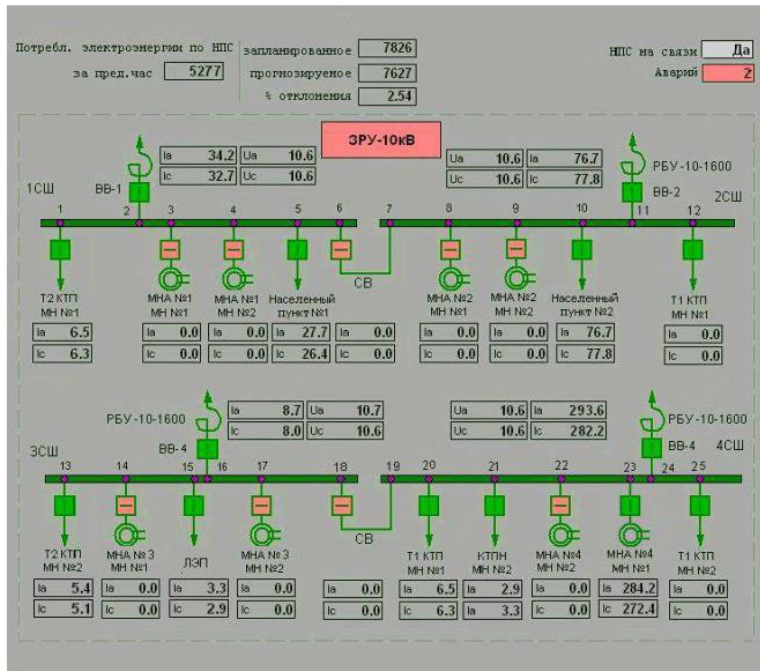 Потребл. электроэнергии по НПС запланированное 7826 НПС на связи Да
за пред.час 5277 прогнозируемое 7627 Аварий 2
% отклонения 2.54
ЗРУ-10кВ
Ia 34.2 Ua 10.6 Ua 10.6 Ia 76.7 РБУ-10-1600
Ic 32.7 Uc 10.6 Uc 10.6 Ic 77.8
1СШ ВВ-1 ВВ-2 2СШ
1 2 3 4 5 6 7 8 9 10 11 12
СВ
Т2 КТП МНА №1 МНА №1 Населенный МНА №2 МНА №2 Населенный Т1 КТП
МН №1 МН №1 МН №2 пункт №1 МН №1 МН №2 пункт №2 МН №1
Ia 6.5 Ia 0.0 Ia 0.0 Ia 27.7 Ia 0.0 Ia 0.0 Ia 0.0 Ia 76.7 Ia 0.0
Ic 6.3 Ic 0.0 Ic 0.0 Ic 26.4 Ic 0.0 Ic 0.0 Ic 0.0 Ic 77.8 Ic 0.0
РБУ-10-1600 Ia 8.7 Ua 10.7 Ua 10.6 Ia 293.6 РБУ-10-1600
Ic 8.0 Uc 10.6 Uc 10.6 Ic 282.2
3СШ ВВ-4 ВВ-4 4СШ
13 14 15 16 17 18 19 20 21 22 23 24 25
СВ
Т2 КТП МНА №3 ЛЭП МНА №3 Т1 КТП КТПН МНА №4 МНА №4 Т1 КТП
МН №2 МН №1 МН №2 МН №1 МН №2 МН №2 МН №1 МН №2
Ia 5.4 Ia 0.0 Ia 3.3 Ia 0.0 Ia 0.0 Ia 6.5 Ia 2.9 Ia 0.0 Ia 284.2 Ia 0.0
Ic 5.1 Ic 0.0 Ic 2.9 Ic 0.0 Ic 0.0 Ic 6.3 Ic 3.3 Ic 0.0 Ic 272.4 Ic 0.0